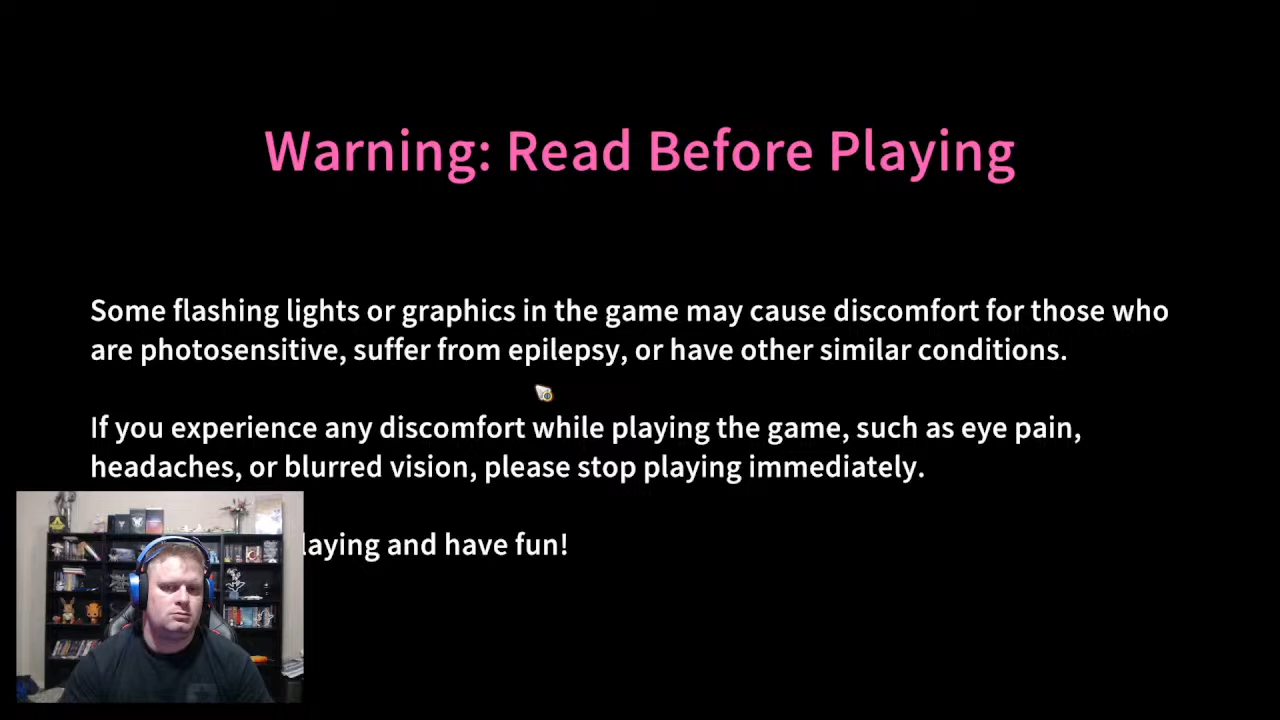 Warning: Read Before Playing
Some flashing lights or graphics in the game may cause discomfort for those who
are photosensitive, suffer from epilepsy, or have other similar conditions.
If you experience any discomfort while playing the game, such as eye pain,
headaches, or blurred vision, please stop playing immediately.
laying and have fun!